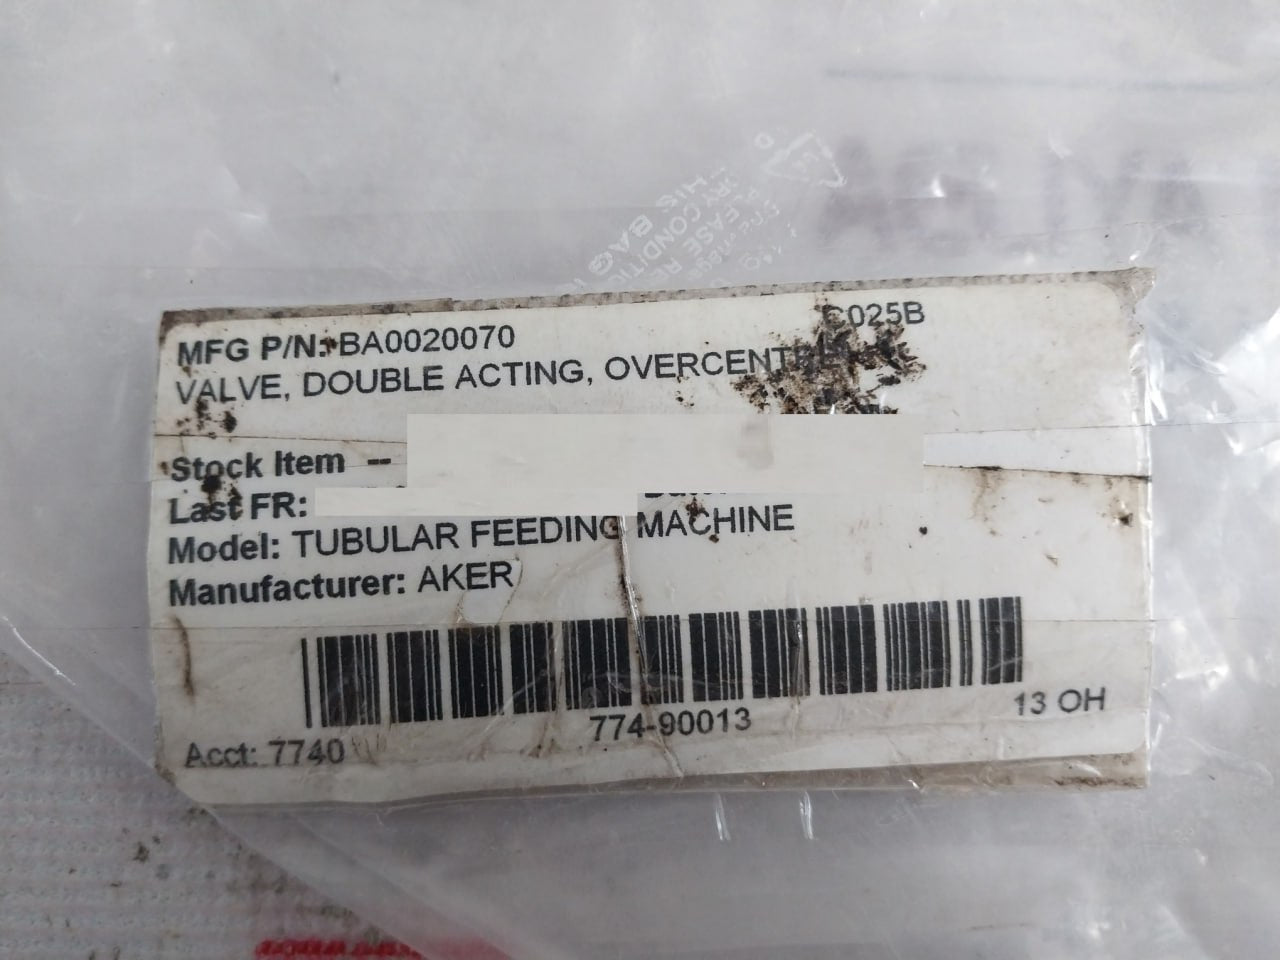 MFG P/N: BA0020070
C025B
VALVE, DOUBLE ACTING, OVERCENTRE
Stock Item --
Last FR:
Model: TUBULAR FEEDING MACHINE
Manufacturer: AKER
774-90013
13 OH
Acct: 7740